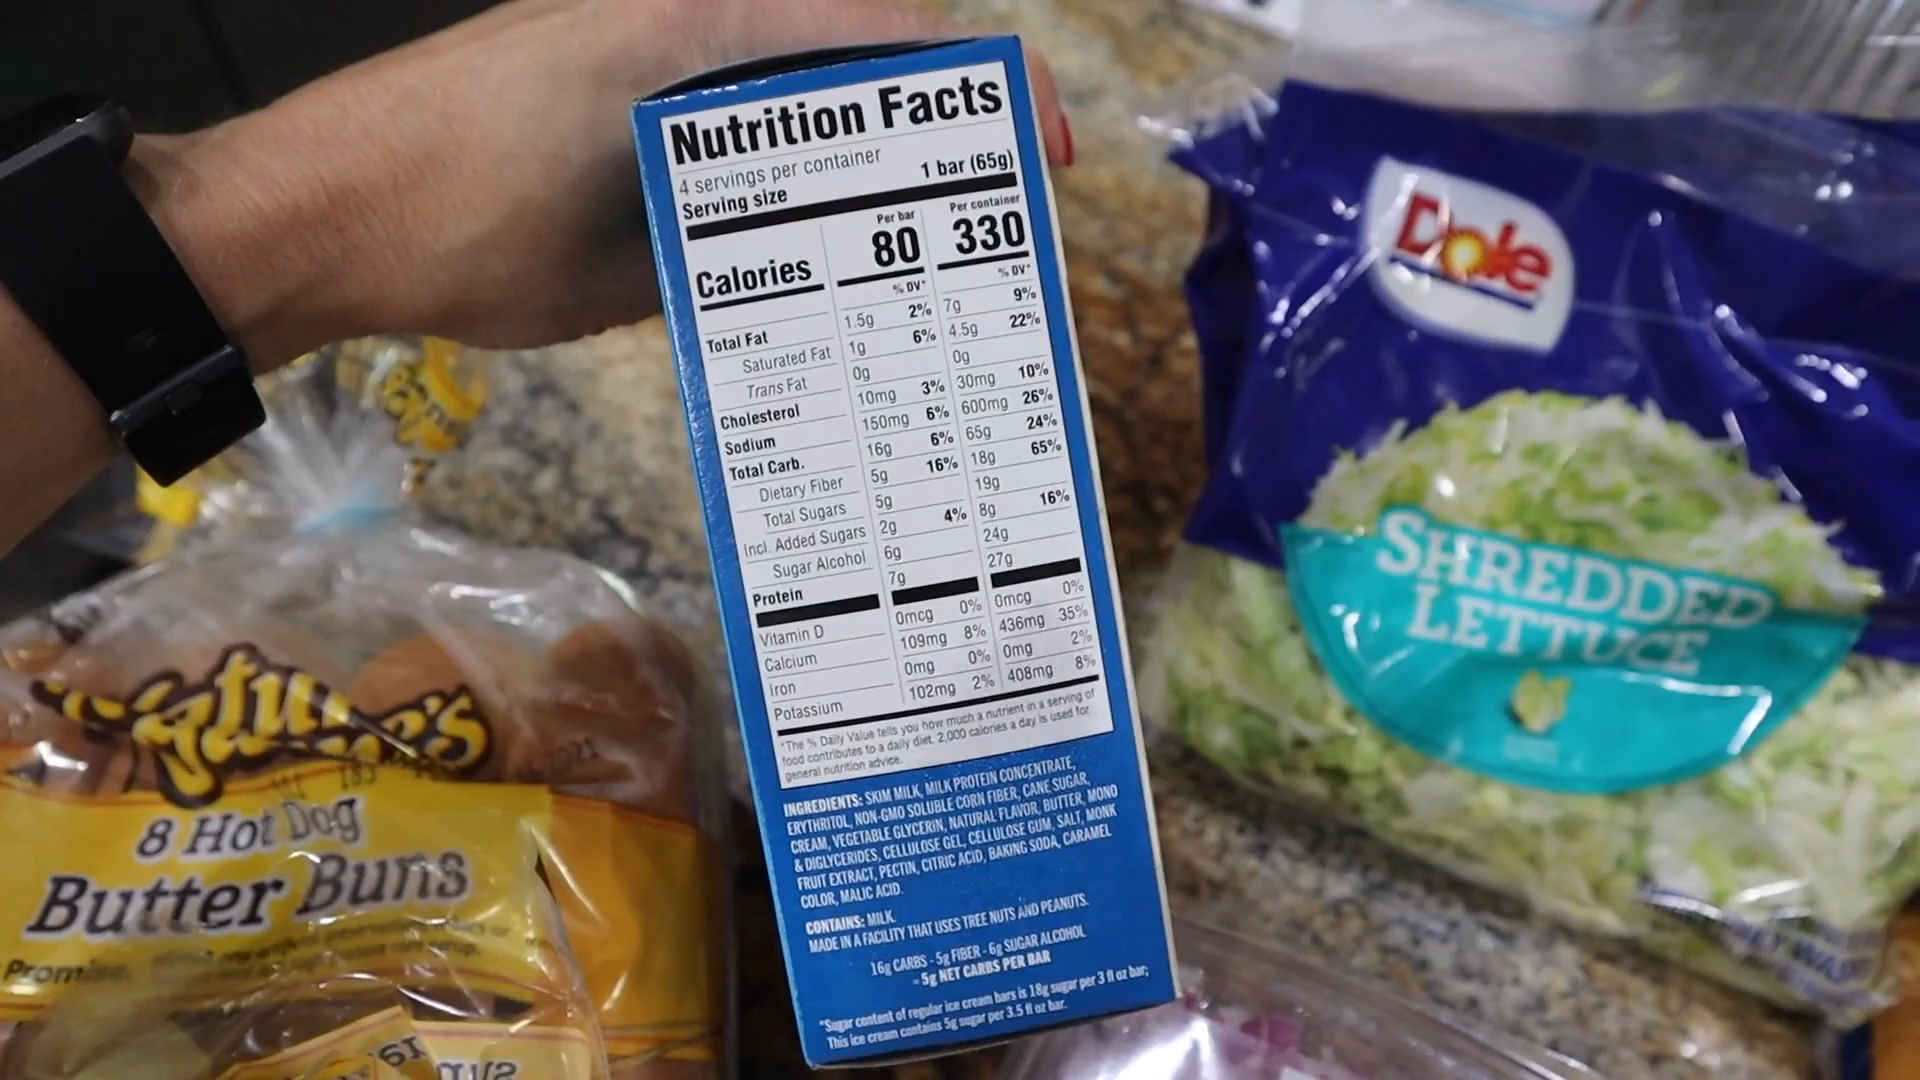 Nutrition Facts
4 servings per container
Serving size 1 bar (65g)
Per bar Per container
Calories 80 330
% DV* % DV*
Total Fat 1.5g 2% 7g 9%
Saturated Fat 1g 6% 4.5g 22%
Trans Fat 0g 0g
Cholesterol 10mg 3% 30mg 10%
Sodium 150mg 6% 600mg 26%
Total Carb. 16g 6% 65g 24%
Dietary Fiber 5g 16% 18g 65%
Total Sugars 5g 19g
Incl. Added Sugars 2g 4% 8g 16%
Sugar Alcohol 6g 24g
Protein 7g 27g
Vitamin D 0mcg 0% 0mcg 0%
Calcium 109mg 8% 436mg 35%
Iron 0mg 0% 0mg 2%
Potassium 102mg 2% 408mg 8%
*The % Daily Value tells you how much a nutrient in a serving of
food contributes to a daily diet. 2,000 calories a day is used for
general nutrition advice.
INGREDIENTS: SKIM MILK, MILK PROTEIN CONCENTRATE,
ERYTHRITOL, NON-GMO SOLUBLE CORN FIBER, CANE SUGAR,
CREAM, VEGETABLE GLYCERIN, NATURAL FLAVOR, BUTTER, MONO
& DIGLYCERIDES, CELLULOSE GEL, CELLULOSE GUM, SALT, MONK
FRUIT EXTRACT, PECTIN, CITRIC ACID, BAKING SODA, CARAMEL
COLOR, MALIC ACID.
CONTAINS: MILK.
MADE IN A FACILITY THAT USES TREE NUTS AND PEANUTS.
16g CARBS - 5g FIBER - 6g SUGAR ALCOHOL
= 5g NET CARBS PER BAR
*Sugar content of regular ice cream bars is 18g sugar per 3 fl oz bar;
This ice cream contains 5g sugar per 3.5 fl oz bar.
Dole
SHREDDED
LETTUCE
8 Hot Dog
Butter Buns
Promise.